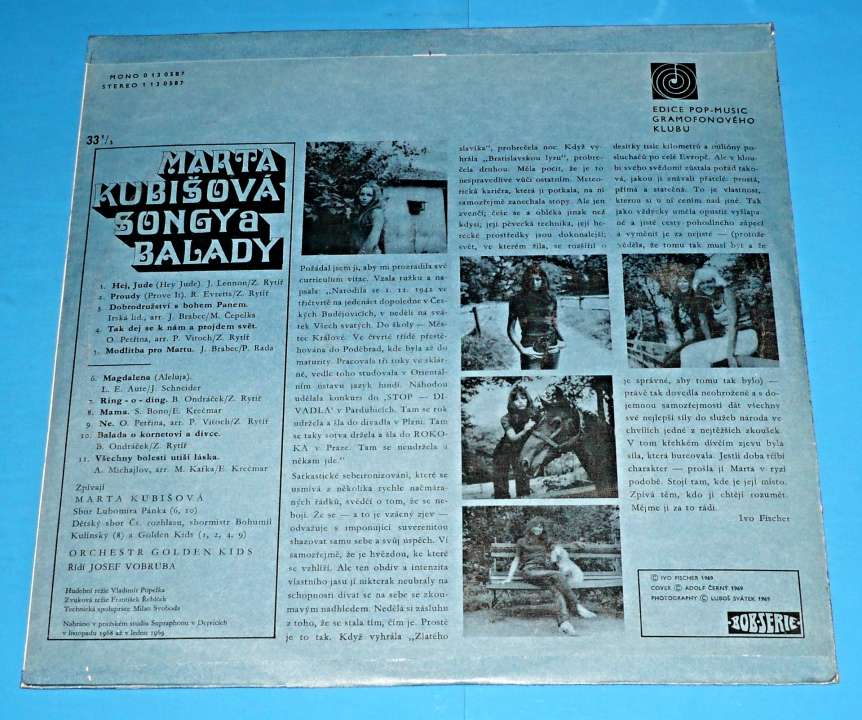 MONO 0 13 0587
STEREO 1 13 0587
EDICE POP-MUSIC
GRAMOFONOVÉHO
KLUBU
33 1/3
MARTA
KUBIŠOVÁ
SONGY a
BALADY
1. Hej, Jude (Hey Jude). J. Lennon/Z. Rytíř
2. Proudy (Prove It). R. Evretts/Z. Rytíř
3. Dobrodružství s bohem Panem.
Irská lid., arr. J. Brabec/M. Čepelka
4. Tak dej se k nám a projdem svět.
O. Petřina, arr. P. Vitoch/Z. Rytíř
5. Modlitba pro Martu. J. Brabec/P. Rada
6. Magdalena (Aleluja).
L. E. Aute/J. Schneider
7. Ring - o - ding. B. Ondráček/Z. Rytíř
8. Mama. S. Bono/E. Krečmar
9. Ne. O. Petřina, arr. P. Vitoch/Z. Rytíř
10. Balada o kornetovi a dívce.
B. Ondráček/Z. Rytíř
11. Všechny bolesti utiší láska.
A. Michajlov, arr. M. Kafka/E. Krečmar
Zpívají
MARTA KUBIŠOVÁ
Sbor Lubomíra Pánka (6, 10)
Dětský sbor Čs. rozhlasu, sbormistr Bohumil
Kulínský (8) a Golden Kids (1, 2, 4, 9)
ORCHESTR GOLDEN KIDS
Řídí JOSEF VOBRUBA
Hudební režie Vladimír Popelka
Zvuková režie František Řebíček
Technická spolupráce Milan Svoboda
Nahráno v pražském studiu Supraphonu v Dejvicích
v listopadu 1968 až v lednu 1969
Požádal jsem ji, aby mi prozradila své
curriculum vitae. Vzala tužku a na-
psala: „Narodila se 1. 11. 1942 ve
třičtvrtě na jedenáct dopoledne v Čes-
kých Budějovicích, v neděli na svá-
tek Všech svatých. Do školy — Měs-
tec Králové. Ve čtvrté třídě přestě-
hována do Poděbrad, kde byla až do
maturity. Pracovala tři roky ve sklár-
ně, vedle toho studovala v Orientál-
ním ústavu jazyk hindí. Náhodou
udělala konkurs do ‚STOP — DI-
VADLA‘ v Pardubicích. Tam se rok
udržela a šla do divadla v Plzni. Tam
se taky sotva držela a šla do ROKO-
KA v Praze. Tam se neudržela a
někam jde.“
Sarkastické sebeironizování, které se
usmívá z několika rychle načmára-
ných řádků, svědčí o tom, že se ne-
bojí. Že se — a to je vzácný zjev —
odvažuje s imponující suverenitou
shazovat samu sebe a svůj úspěch. Ví
samozřejmě, že je hvězdou, ke které
se vzhlíží. Ale ten obdiv a intenzita
vlastního jasu jí nikterak neubraly na
schopnosti dívat se na sebe se zkou-
mavým nadhledem. Nedělá si zásluhu
z toho, že se stala tím, čím je. Prostě
je to tak. Když vyhrála „Zlatého
slavíka“, probrečela noc. Když vy-
hrála „Bratislavskou lyru“, probre-
čela druhou. Měla pocit, že je to
nespravedlivé vůči ostatním. Meteo-
rická kariéra, která ji potkala, na ní
samozřejmě zanechala stopy. Ale jen
zvenčí; češe se a obléká jinak než
kdysi; její pěvecká technika, její he-
recké prostředky jsou dokonalejší;
svět, ve kterém žila, se rozšířil o
desítky tisíc kilometrů a milióny po-
sluchačů po celé Evropě. Ale v hlou-
bi svého svědomí zůstala pořád tako-
vá, jakou ji znávali přátelé: prostá,
přímá a statečná. To je vlastnost,
kterou si u ní cením nad jiné. Tak
jako vždycky uměla opustit vyšlapa-
né a jisté cesty pohodlného zápecí
a vyměnit je za nejisté — (protože
věděla, že tomu tak musí být a že
je správné, aby tomu tak bylo) —
právě tak dovedla neohroženě a s do-
jemnou samozřejmostí dát všechny
své nejlepší síly do služeb národa ve
chvílích jedné z nejtěžších zkoušek.
V tom křehkém dívčím zjevu byla
síla, která burcovala. Jestli doba tříbí
charakter — prošla jí Marta v ryzí
podobě. Stojí tam, kde je její místo.
Zpívá těm, kdo ji chtějí rozumět.
Mějme ji za to rádi.
Ivo Fischer
© IVO FISCHER 1969
COVER © ADOLF ČERNÝ 1969
PHOTOGRAPHY © LUBOŠ SVÁTEK 1969
BOB-SERIE